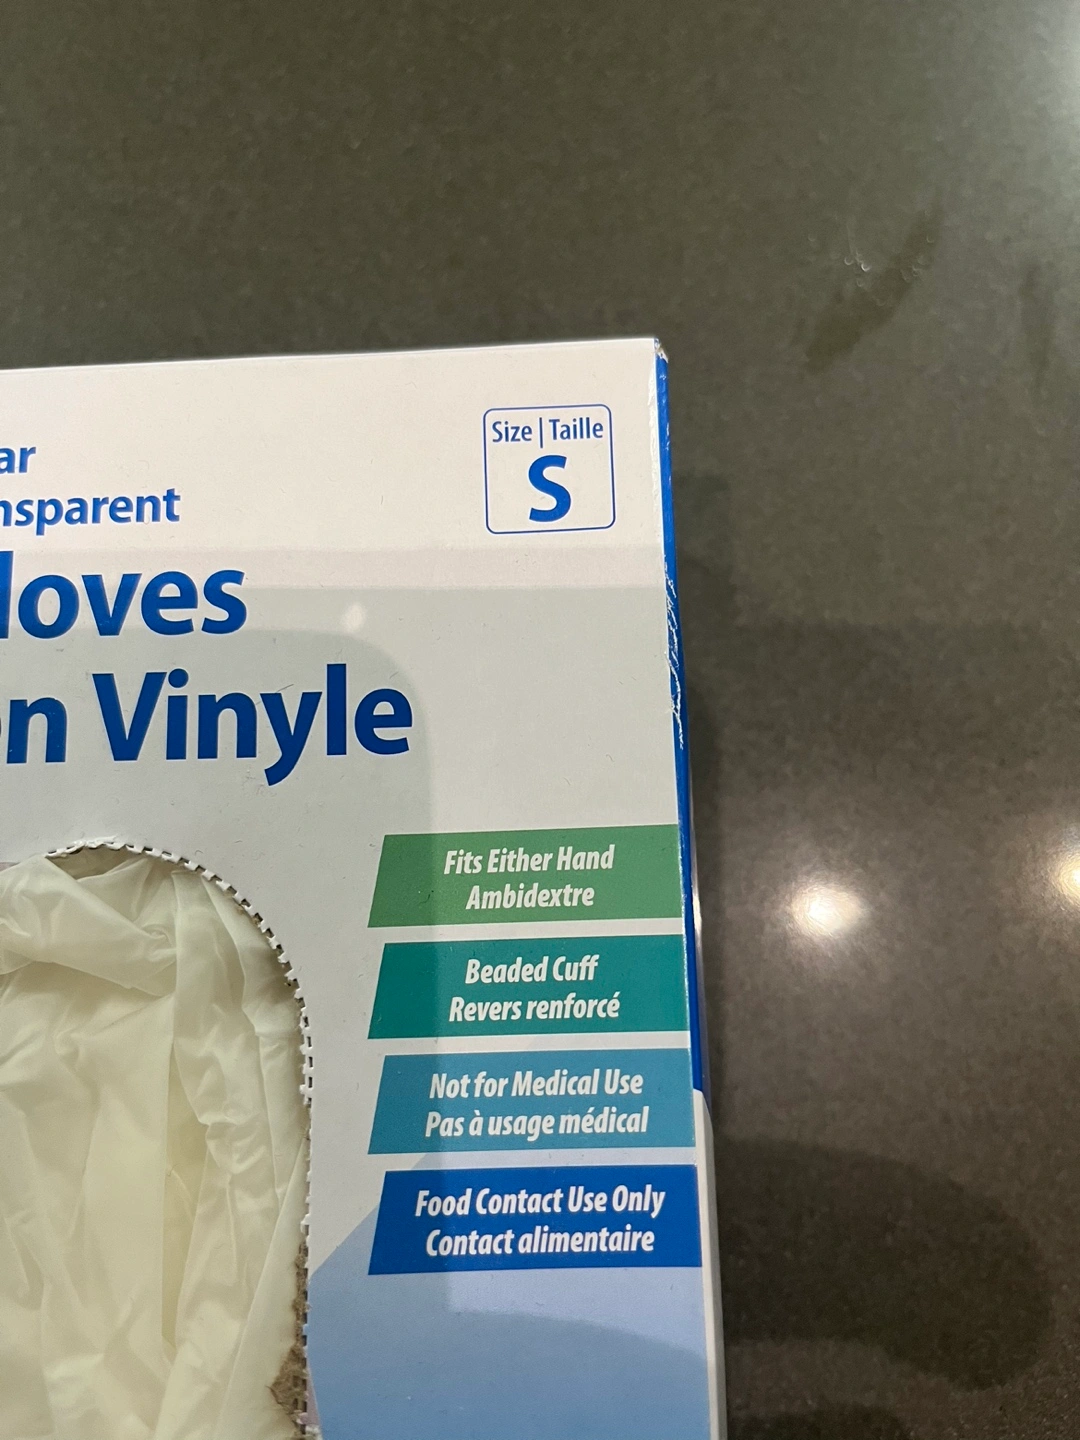 Size | Taille
S
nsparent
loves
n Vinyle
Fits Either Hand
Ambidextre
Beaded Cuff
Revers renforcé
Not for Medical Use
Pas à usage médical
Food Contact Use Only
Contact alimentaire